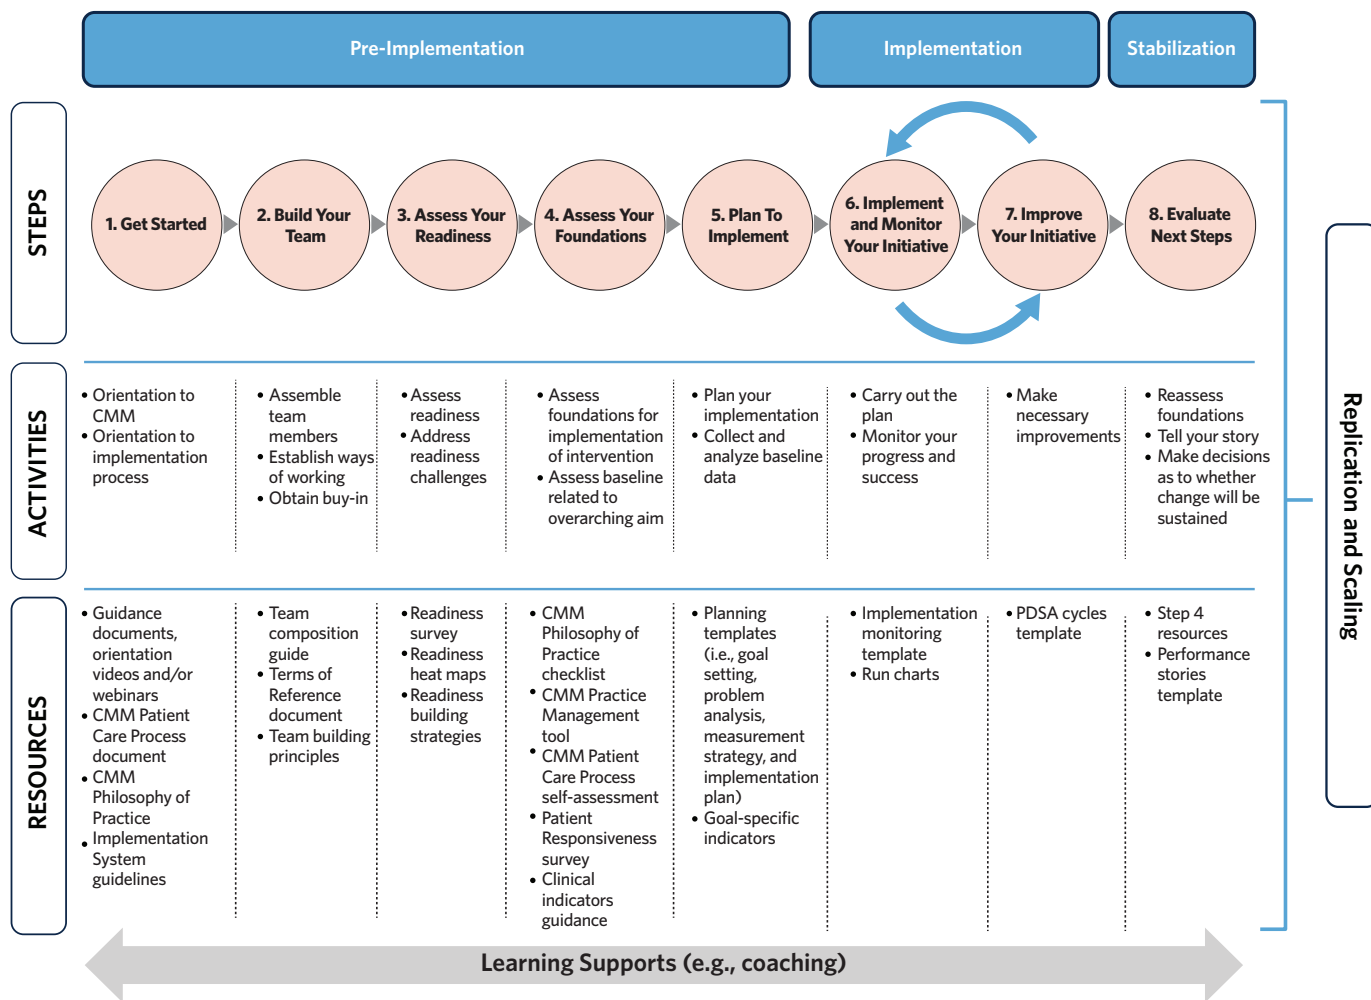 Pre-Implementation
Implementation
Stabilization
STEPS
1. Get Started
2. Build Your
Team
3. Assess Your
Readiness
4. Assess Your
Foundations
5. Plan To
Implement
6. Implement
and Monitor
Your Initiative
7. Improve
Your Initiative
8. Evaluate
Next Steps
ACTIVITIES
• Orientation to
CMM
• Orientation to
implementation
process
• Assemble
team
members
• Establish ways
of working
• Obtain buy-in
• Assess
readiness
• Address
readiness
challenges
• Assess
foundations for
implementation
of intervention
• Assess baseline
related to
overarching aim
• Plan your
implementation
• Collect and
analyze baseline
data
• Carry out the
plan
• Monitor your
progress and
success
• Make
necessary
improvements
• Reassess
foundations
• Tell your story
• Make decisions
as to whether
change will be
sustained
RESOURCES
• Guidance
documents,
orientation
videos and/or
webinars
• CMM Patient
Care Process
document
• CMM
Philosophy of
Practice
• Implementation
System
guidelines
• Team
composition
guide
• Terms of
Reference
document
• Team building
principles
• Readiness
survey
• Readiness
heat maps
• Readiness
building
strategies
• CMM
Philosophy of
Practice
checklist
• CMM Practice
Management
tool
• CMM Patient
Care Process
self-assessment
• Patient
Responsiveness
survey
• Clinical
indicators
guidance
• Planning
templates
(i.e., goal
setting,
problem
analysis,
measurement
strategy, and
implementation
plan)
• Goal-specific
indicators
• Implementation
monitoring
template
• Run charts
• PDSA cycles
template
• Step 4
resources
• Performance
stories
template
Replication and Scaling
Learning Supports (e.g., coaching)